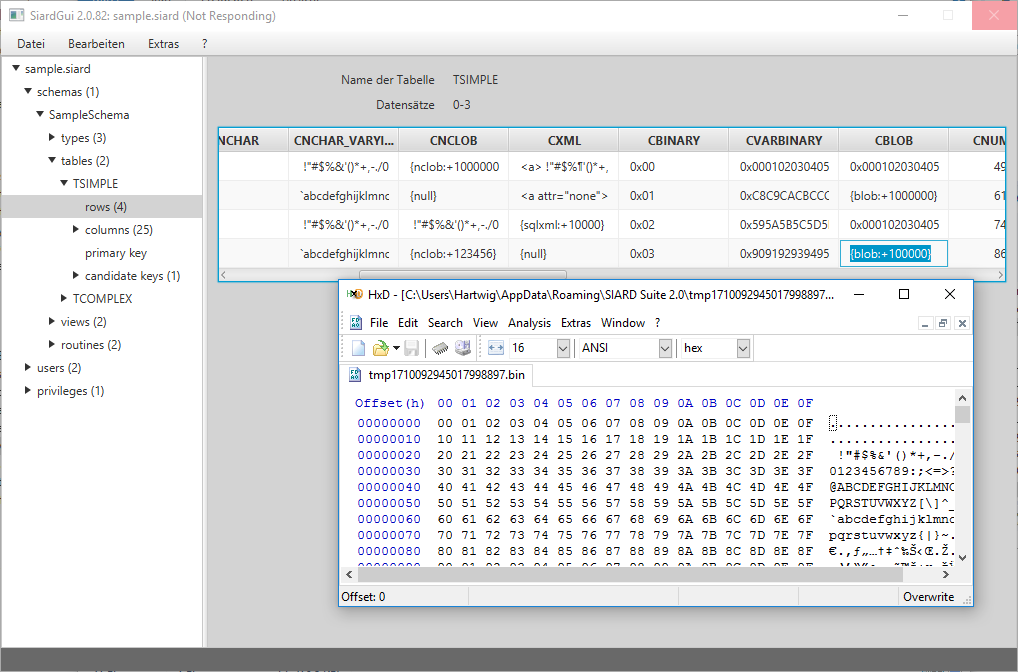 SiardGui 2.0.82: sample.siard (Not Responding)
Datei Bearbeiten Extras ?
sample.siard
schemas (1)
SampleSchema
types (3)
tables (2)
TSIMPLE
rows (4)
columns (25)
primary key
candidate keys (1)
TCOMPLEX
views (2)
routines (2)
users (2)
privileges (1)
Name der Tabelle TSIMPLE
Datensätze 0-3
NCHAR CNCHAR_VARYI... CNCLOB CXML CBINARY CVARBINARY CBLOB CNUM
!"#$%&'()*+,-./0 {nclob:+1000000 <a> !"#$%¶'()*+, 0x00 0x000102030405 0x000102030405 49
`abcdefghijklmnc {null} <a attr="none"> 0x01 0xC8C9CACBCCC {blob:+1000000} 61
!"#$%&'()*+,-./0 !"#$%&'()*+,-./0 {sqlxml:+10000} 0x02 0x595A5B5C5D5 0x000102030405 74
`abcdefghijklmnc {nclob:+123456} {null} 0x03 0x909192939495 {blob:+100000} 86
HxD - [C:\Users\Hartwig\AppData\Roaming\SIARD Suite 2.0\tmp1710092945017998897...
File Edit Search View Analysis Extras Window ?
16 ANSI hex
tmp1710092945017998897.bin
Offset(h) 00 01 02 03 04 05 06 07 08 09 0A 0B 0C 0D 0E 0F
00000000 00 01 02 03 04 05 06 07 08 09 0A 0B 0C 0D 0E 0F ................
00000010 10 11 12 13 14 15 16 17 18 19 1A 1B 1C 1D 1E 1F ................
00000020 20 21 22 23 24 25 26 27 28 29 2A 2B 2C 2D 2E 2F !"#$%&'()*+,-./
00000030 30 31 32 33 34 35 36 37 38 39 3A 3B 3C 3D 3E 3F 0123456789:;<=>?
00000040 40 41 42 43 44 45 46 47 48 49 4A 4B 4C 4D 4E 4F @ABCDEFGHIJKLMNO
00000050 50 51 52 53 54 55 56 57 58 59 5A 5B 5C 5D 5E 5F PQRSTUVWXYZ[\]^_
00000060 60 61 62 63 64 65 66 67 68 69 6A 6B 6C 6D 6E 6F `abcdefghijklmno
00000070 70 71 72 73 74 75 76 77 78 79 7A 7B 7C 7D 7E 7F pqrstuvwxyz{|}~.
00000080 80 81 82 83 84 85 86 87 88 89 8A 8B 8C 8D 8E 8F €.‚ƒ„…†‡ˆ‰Š‹Œ.Ž.
Offset: 0 Overwrite